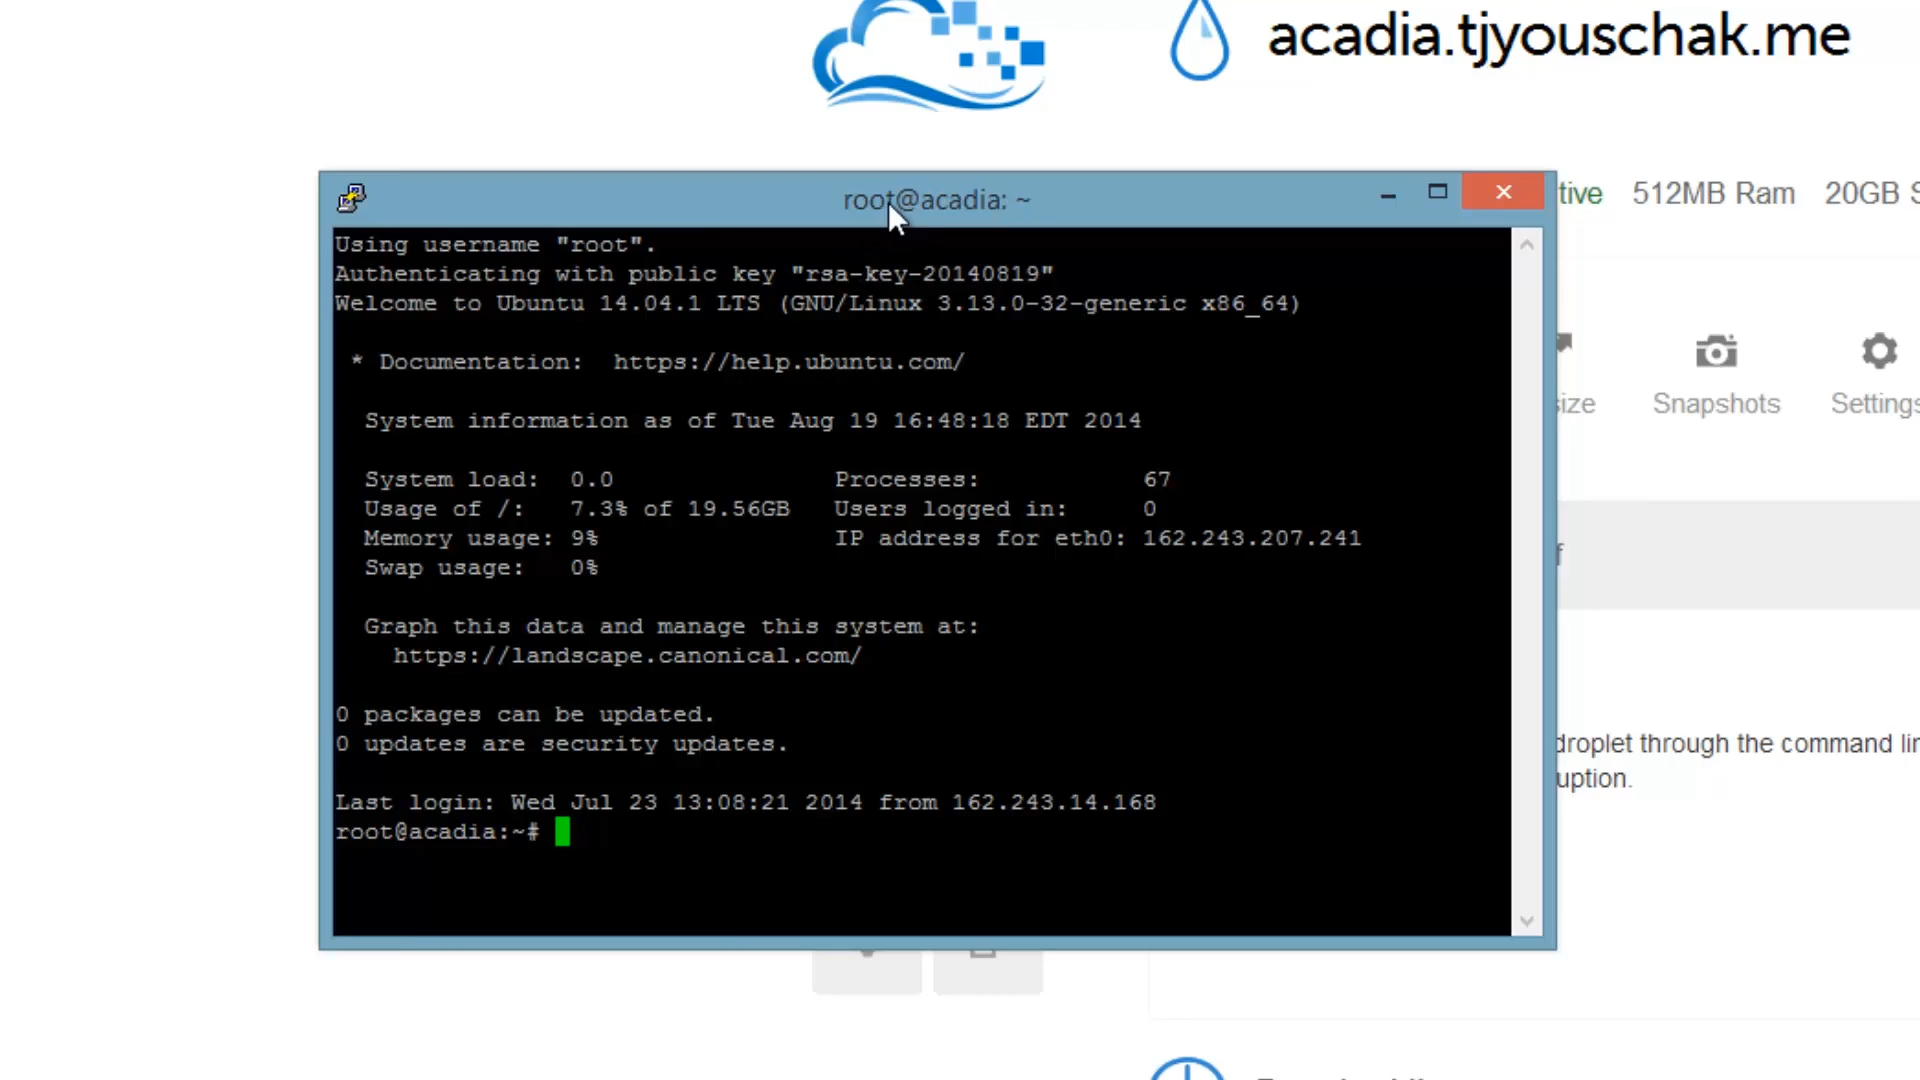 acadia.tjyouschak.me
root@acadia: ~
tive 512MB Ram 20GB S
Using username "root".
Authenticating with public key "rsa-key-20140819"
Welcome to Ubuntu 14.04.1 LTS (GNU/Linux 3.13.0-32-generic x86_64)
* Documentation: https://help.ubuntu.com/
size Snapshots Settings
System information as of Tue Aug 19 16:48:18 EDT 2014
System load: 0.0 Processes: 67
Usage of /: 7.3% of 19.56GB Users logged in: 0
Memory usage: 9% IP address for eth0: 162.243.207.241
Swap usage: 0%
Graph this data and manage this system at:
https://landscape.canonical.com/
0 packages can be updated.
0 updates are security updates.
droplet through the command lin
uption.
Last login: Wed Jul 23 13:08:21 2014 from 162.243.14.168
root@acadia:~#